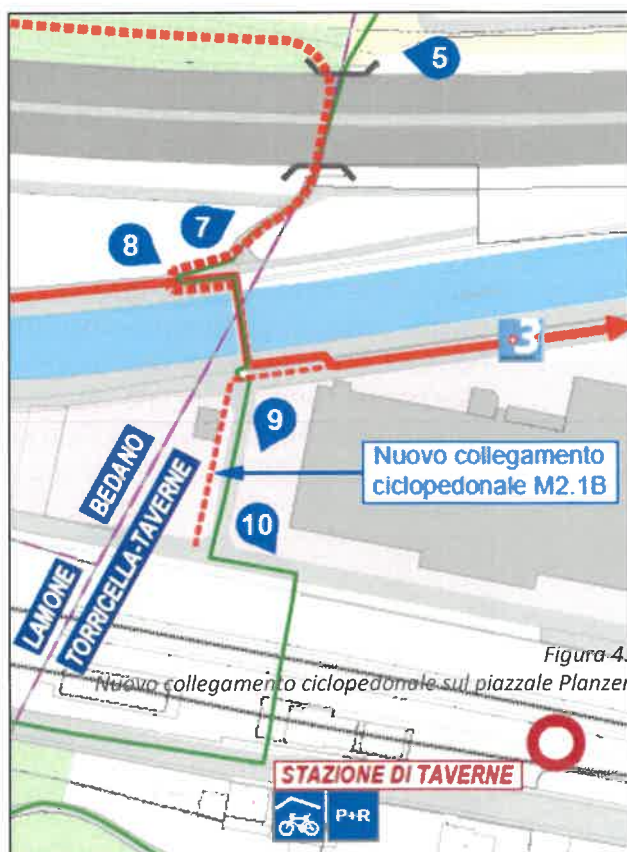 5
7
8
3
9
Nuovo collegamento
ciclopedonale M2.1B
BEDANO
10
LAMONE
TORRICELLA-TAVERNE
Figura 4.
Nuovo collegamento ciclopedonale sul piazzale Planzer
STAZIONE DI TAVERNE
P+R